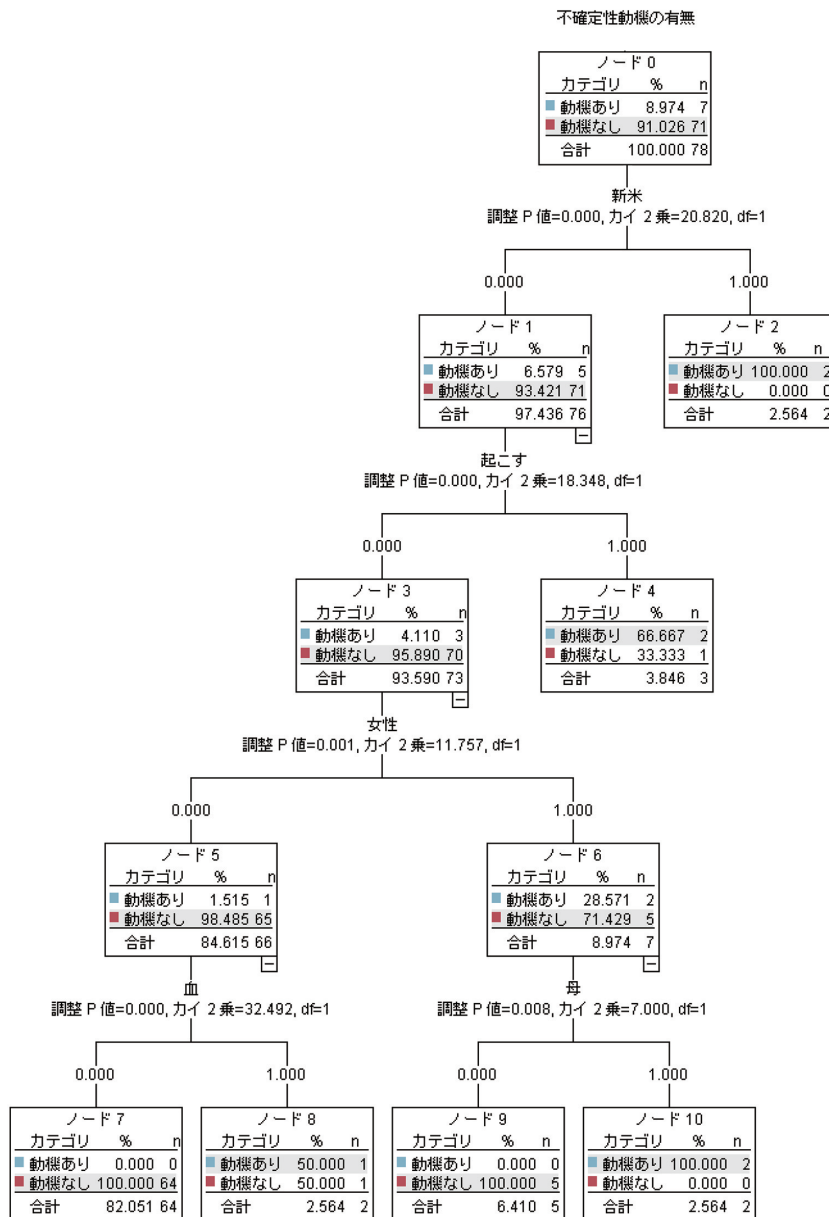 不確定性動機の有無
ノード 0
カテゴリ % n
動機あり 8.974 7
動機なし 91.026 71
合計 100.000 78
新米
調整 P 値=0.000, カイ 2 乗=20.820, df=1
0.000 1.000
ノード 1
カテゴリ % n
動機あり 6.579 5
動機なし 93.421 71
合計 97.436 76
ノード 2
カテゴリ % n
動機あり 100.000 2
動機なし 0.000 0
合計 2.564 2
起こす
調整 P 値=0.000, カイ 2 乗=18.348, df=1
0.000 1.000
ノード 3
カテゴリ % n
動機あり 4.110 3
動機なし 95.890 70
合計 93.590 73
ノード 4
カテゴリ % n
動機あり 66.667 2
動機なし 33.333 1
合計 3.846 3
女性
調整 P 値=0.001, カイ 2 乗=11.757, df=1
0.000 1.000
ノード 5
カテゴリ % n
動機あり 1.515 1
動機なし 98.485 65
合計 84.615 66
ノード 6
カテゴリ % n
動機あり 28.571 2
動機なし 71.429 5
合計 8.974 7
血
調整 P 値=0.000, カイ 2 乗=32.492, df=1
0.000 1.000
母
調整 P 値=0.008, カイ 2 乗=7.000, df=1
0.000 1.000
ノード 7
カテゴリ % n
動機あり 0.000 0
動機なし 100.000 64
合計 82.051 64
ノード 8
カテゴリ % n
動機あり 50.000 1
動機なし 50.000 1
合計 2.564 2
ノード 9
カテゴリ % n
動機あり 0.000 0
動機なし 100.000 5
合計 6.410 5
ノード 10
カテゴリ % n
動機あり 100.000 2
動機なし 0.000 0
合計 2.564 2